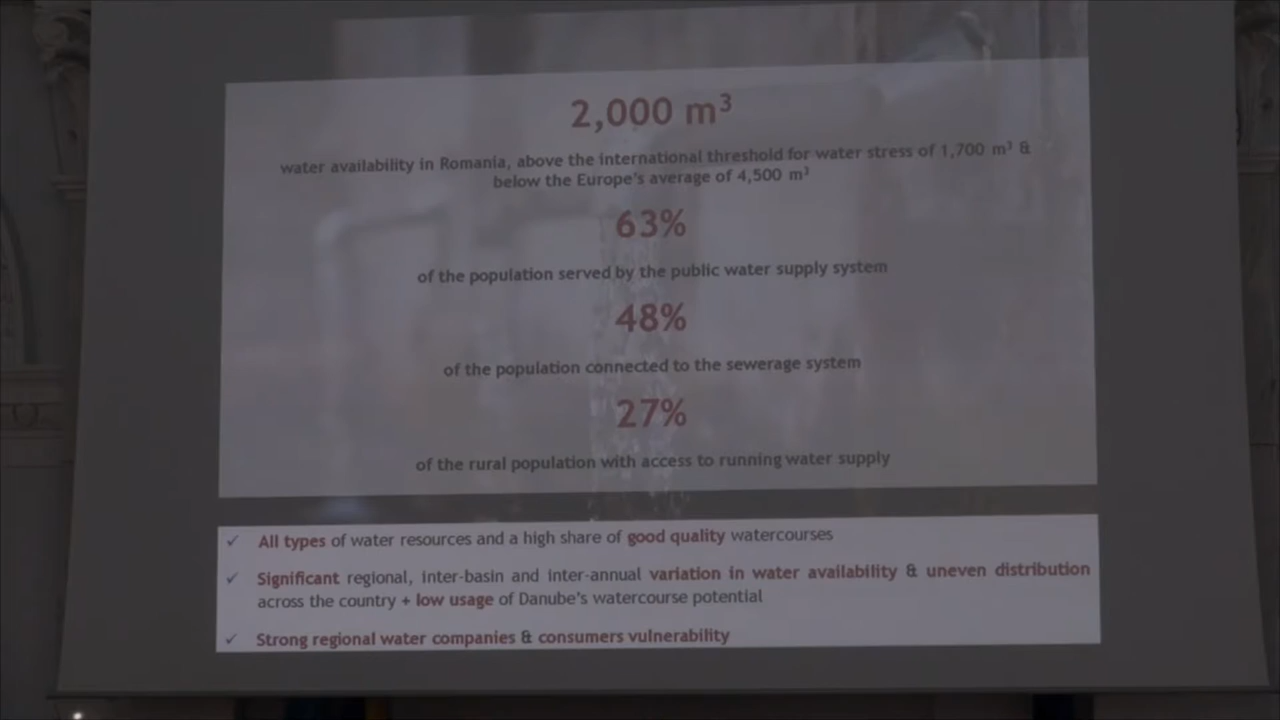 2,000 m³
water availability in Romania, above the international threshold for water stress of 1,700 m³ &
below the Europe's average of 4,500 m³
63%
of the population served by the public water supply system
48%
of the population connected to the sewerage system
27%
of the rural population with access to running water supply
✓ All types of water resources and a high share of good quality watercourses
✓ Significant regional, inter-basin and inter-annual variation in water availability & uneven distribution
across the country + low usage of Danube's watercourse potential
✓ Strong regional water companies & consumers vulnerability